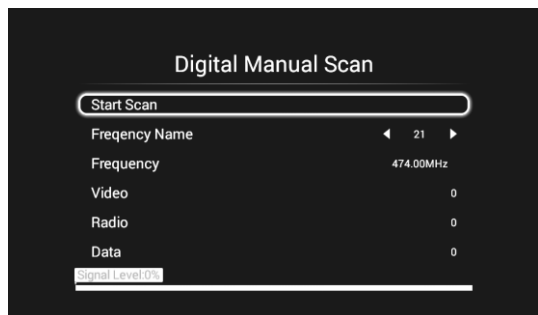 Digital Manual Scan
Start Scan
Freqency Name 21
Frequency 474.00MHz
Video 0
Radio 0
Data 0
Signal Level:0%